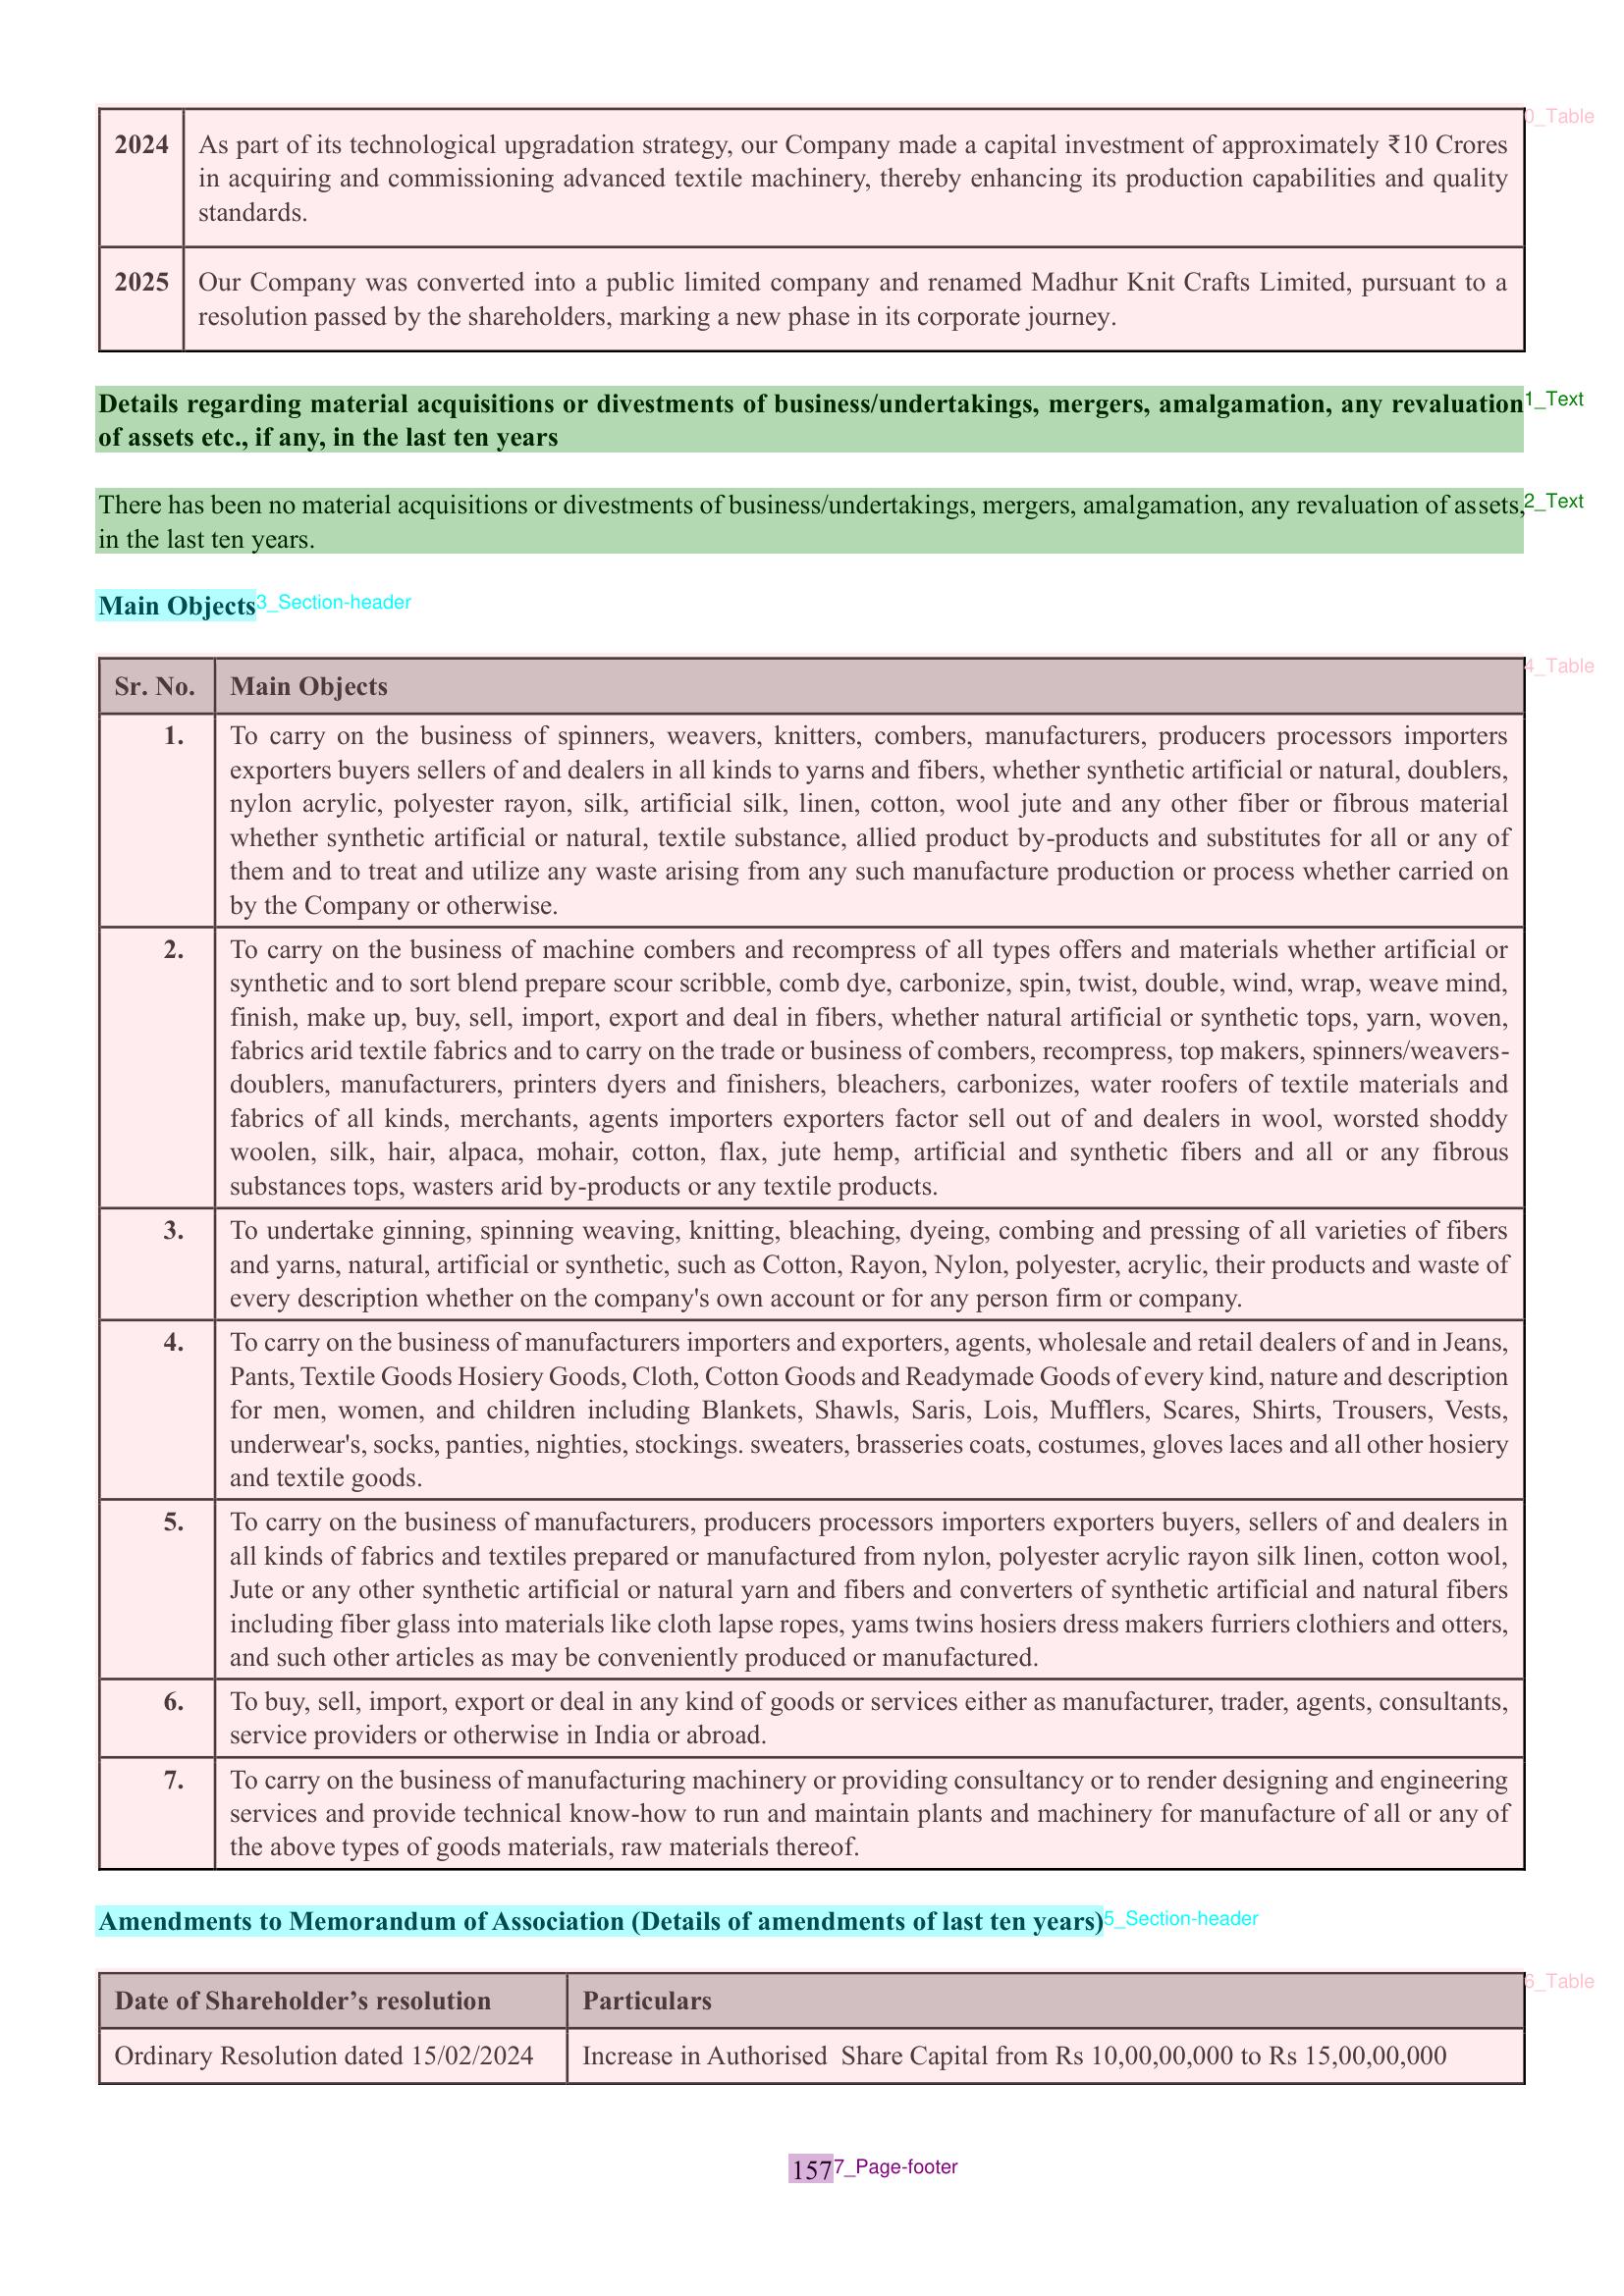 0_Table
2024 As part of its technological upgradation strategy, our Company made a capital investment of approximately ₹10 Crores
in acquiring and commissioning advanced textile machinery, thereby enhancing its production capabilities and quality
standards.
2025 Our Company was converted into a public limited company and renamed Madhur Knit Crafts Limited, pursuant to a
resolution passed by the shareholders, marking a new phase in its corporate journey.
Details regarding material acquisitions or divestments of business/undertakings, mergers, amalgamation, any revaluation 1_Text
of assets etc., if any, in the last ten years
There has been no material acquisitions or divestments of business/undertakings, mergers, amalgamation, any revaluation of assets, 2_Text
in the last ten years.
Main Objects 3_Section-header
4_Table
Sr. No. Main Objects
1. To carry on the business of spinners, weavers, knitters, combers, manufacturers, producers processors importers
exporters buyers sellers of and dealers in all kinds to yarns and fibers, whether synthetic artificial or natural, doublers,
nylon acrylic, polyester rayon, silk, artificial silk, linen, cotton, wool jute and any other fiber or fibrous material
whether synthetic artificial or natural, textile substance, allied product by-products and substitutes for all or any of
them and to treat and utilize any waste arising from any such manufacture production or process whether carried on
by the Company or otherwise.
2. To carry on the business of machine combers and recompress of all types offers and materials whether artificial or
synthetic and to sort blend prepare scour scribble, comb dye, carbonize, spin, twist, double, wind, wrap, weave mind,
finish, make up, buy, sell, import, export and deal in fibers, whether natural artificial or synthetic tops, yarn, woven,
fabrics arid textile fabrics and to carry on the trade or business of combers, recompress, top makers, spinners/weavers-
doublers, manufacturers, printers dyers and finishers, bleachers, carbonizes, water roofers of textile materials and
fabrics of all kinds, merchants, agents importers exporters factor sell out of and dealers in wool, worsted shoddy
woolen, silk, hair, alpaca, mohair, cotton, flax, jute hemp, artificial and synthetic fibers and all or any fibrous
substances tops, wasters arid by-products or any textile products.
3. To undertake ginning, spinning weaving, knitting, bleaching, dyeing, combing and pressing of all varieties of fibers
and yarns, natural, artificial or synthetic, such as Cotton, Rayon, Nylon, polyester, acrylic, their products and waste of
every description whether on the company's own account or for any person firm or company.
4. To carry on the business of manufacturers importers and exporters, agents, wholesale and retail dealers of and in Jeans,
Pants, Textile Goods Hosiery Goods, Cloth, Cotton Goods and Readymade Goods of every kind, nature and description
for men, women, and children including Blankets, Shawls, Saris, Lois, Mufflers, Scares, Shirts, Trousers, Vests,
underwear's, socks, panties, nighties, stockings. sweaters, brasseries coats, costumes, gloves laces and all other hosiery
and textile goods.
5. To carry on the business of manufacturers, producers processors importers exporters buyers, sellers of and dealers in
all kinds of fabrics and textiles prepared or manufactured from nylon, polyester acrylic rayon silk linen, cotton wool,
Jute or any other synthetic artificial or natural yarn and fibers and converters of synthetic artificial and natural fibers
including fiber glass into materials like cloth lapse ropes, yams twins hosiers dress makers furriers clothiers and otters,
and such other articles as may be conveniently produced or manufactured.
6. To buy, sell, import, export or deal in any kind of goods or services either as manufacturer, trader, agents, consultants,
service providers or otherwise in India or abroad.
7. To carry on the business of manufacturing machinery or providing consultancy or to render designing and engineering
services and provide technical know-how to run and maintain plants and machinery for manufacture of all or any of
the above types of goods materials, raw materials thereof.
Amendments to Memorandum of Association (Details of amendments of last ten years) 5_Section-header
6_Table
Date of Shareholder’s resolution Particulars
Ordinary Resolution dated 15/02/2024 Increase in Authorised Share Capital from Rs 10,00,00,000 to Rs 15,00,00,000
157 7_Page-footer